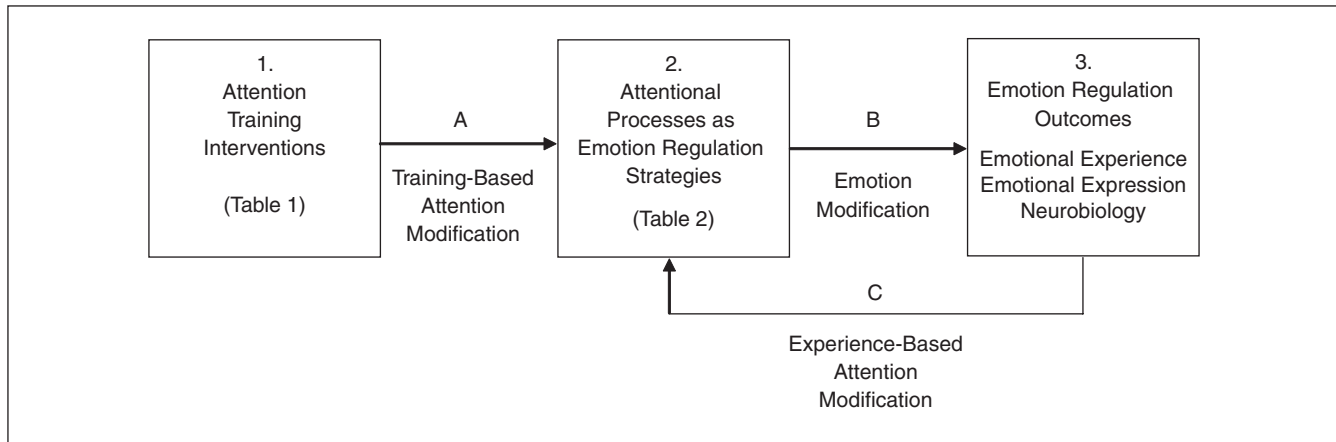 1.
Attention
Training
Interventions
(Table 1)
A
Training-Based
Attention
Modification
2.
Attentional
Processes as
Emotion Regulation
Strategies
(Table 2)
B
Emotion
Modification
3.
Emotion Regulation
Outcomes
Emotional Experience
Emotional Expression
Neurobiology
C
Experience-Based
Attention
Modification